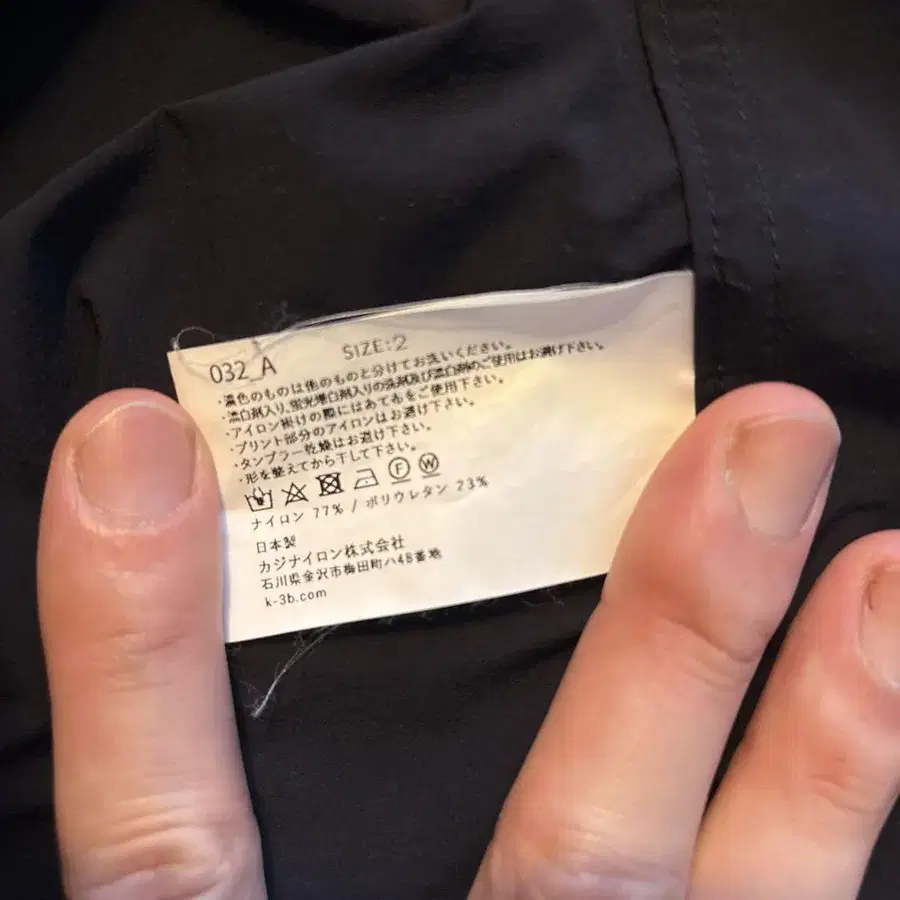 032_A SIZE:2
・濃色のものは他のものと分けてお洗いください。
・漂白剤入り、蛍光増白剤入りの洗剤及び漂白剤のご使用はお避け下さい。
・アイロン掛けの際にはあて布をご使用下さい。
・プリント部分のアイロンはお避け下さい。
・タンブラー乾燥はお避け下さい。
・形を整えてから干して下さい。
F W
ナイロン 77% / ポリウレタン 23%
日本製
カジナイロン株式会社
石川県金沢市梅田町ハ48番地
k-3b.com